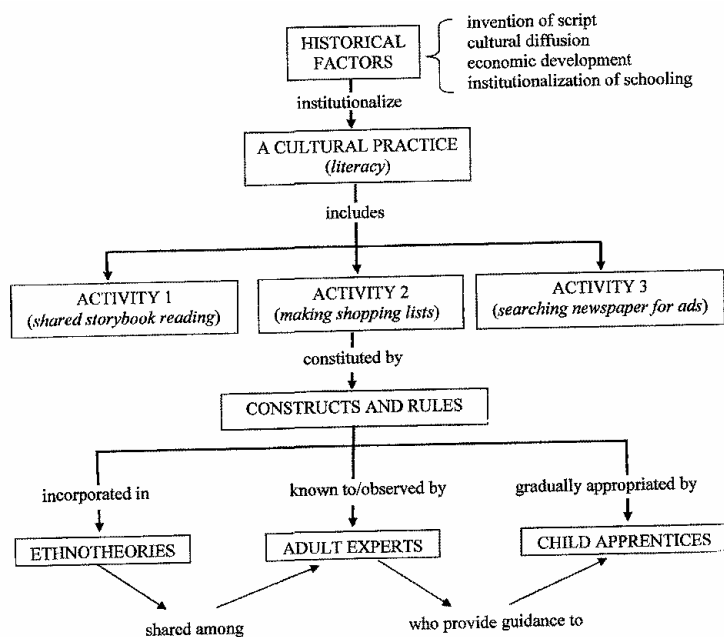 HISTORICAL
FACTORS
invention of script
cultural diffusion
economic development
institutionalization of schooling
institutionalize
A CULTURAL PRACTICE
(literacy)
includes
ACTIVITY 1
(shared storybook reading)
ACTIVITY 2
(making shopping lists)
ACTIVITY 3
(searching newspaper for ads)
constituted by
CONSTRUCTS AND RULES
incorporated in
known to/observed by
gradually appropriated by
ETHNOTHEORIES
ADULT EXPERTS
CHILD APPRENTICES
shared among
who provide guidance to